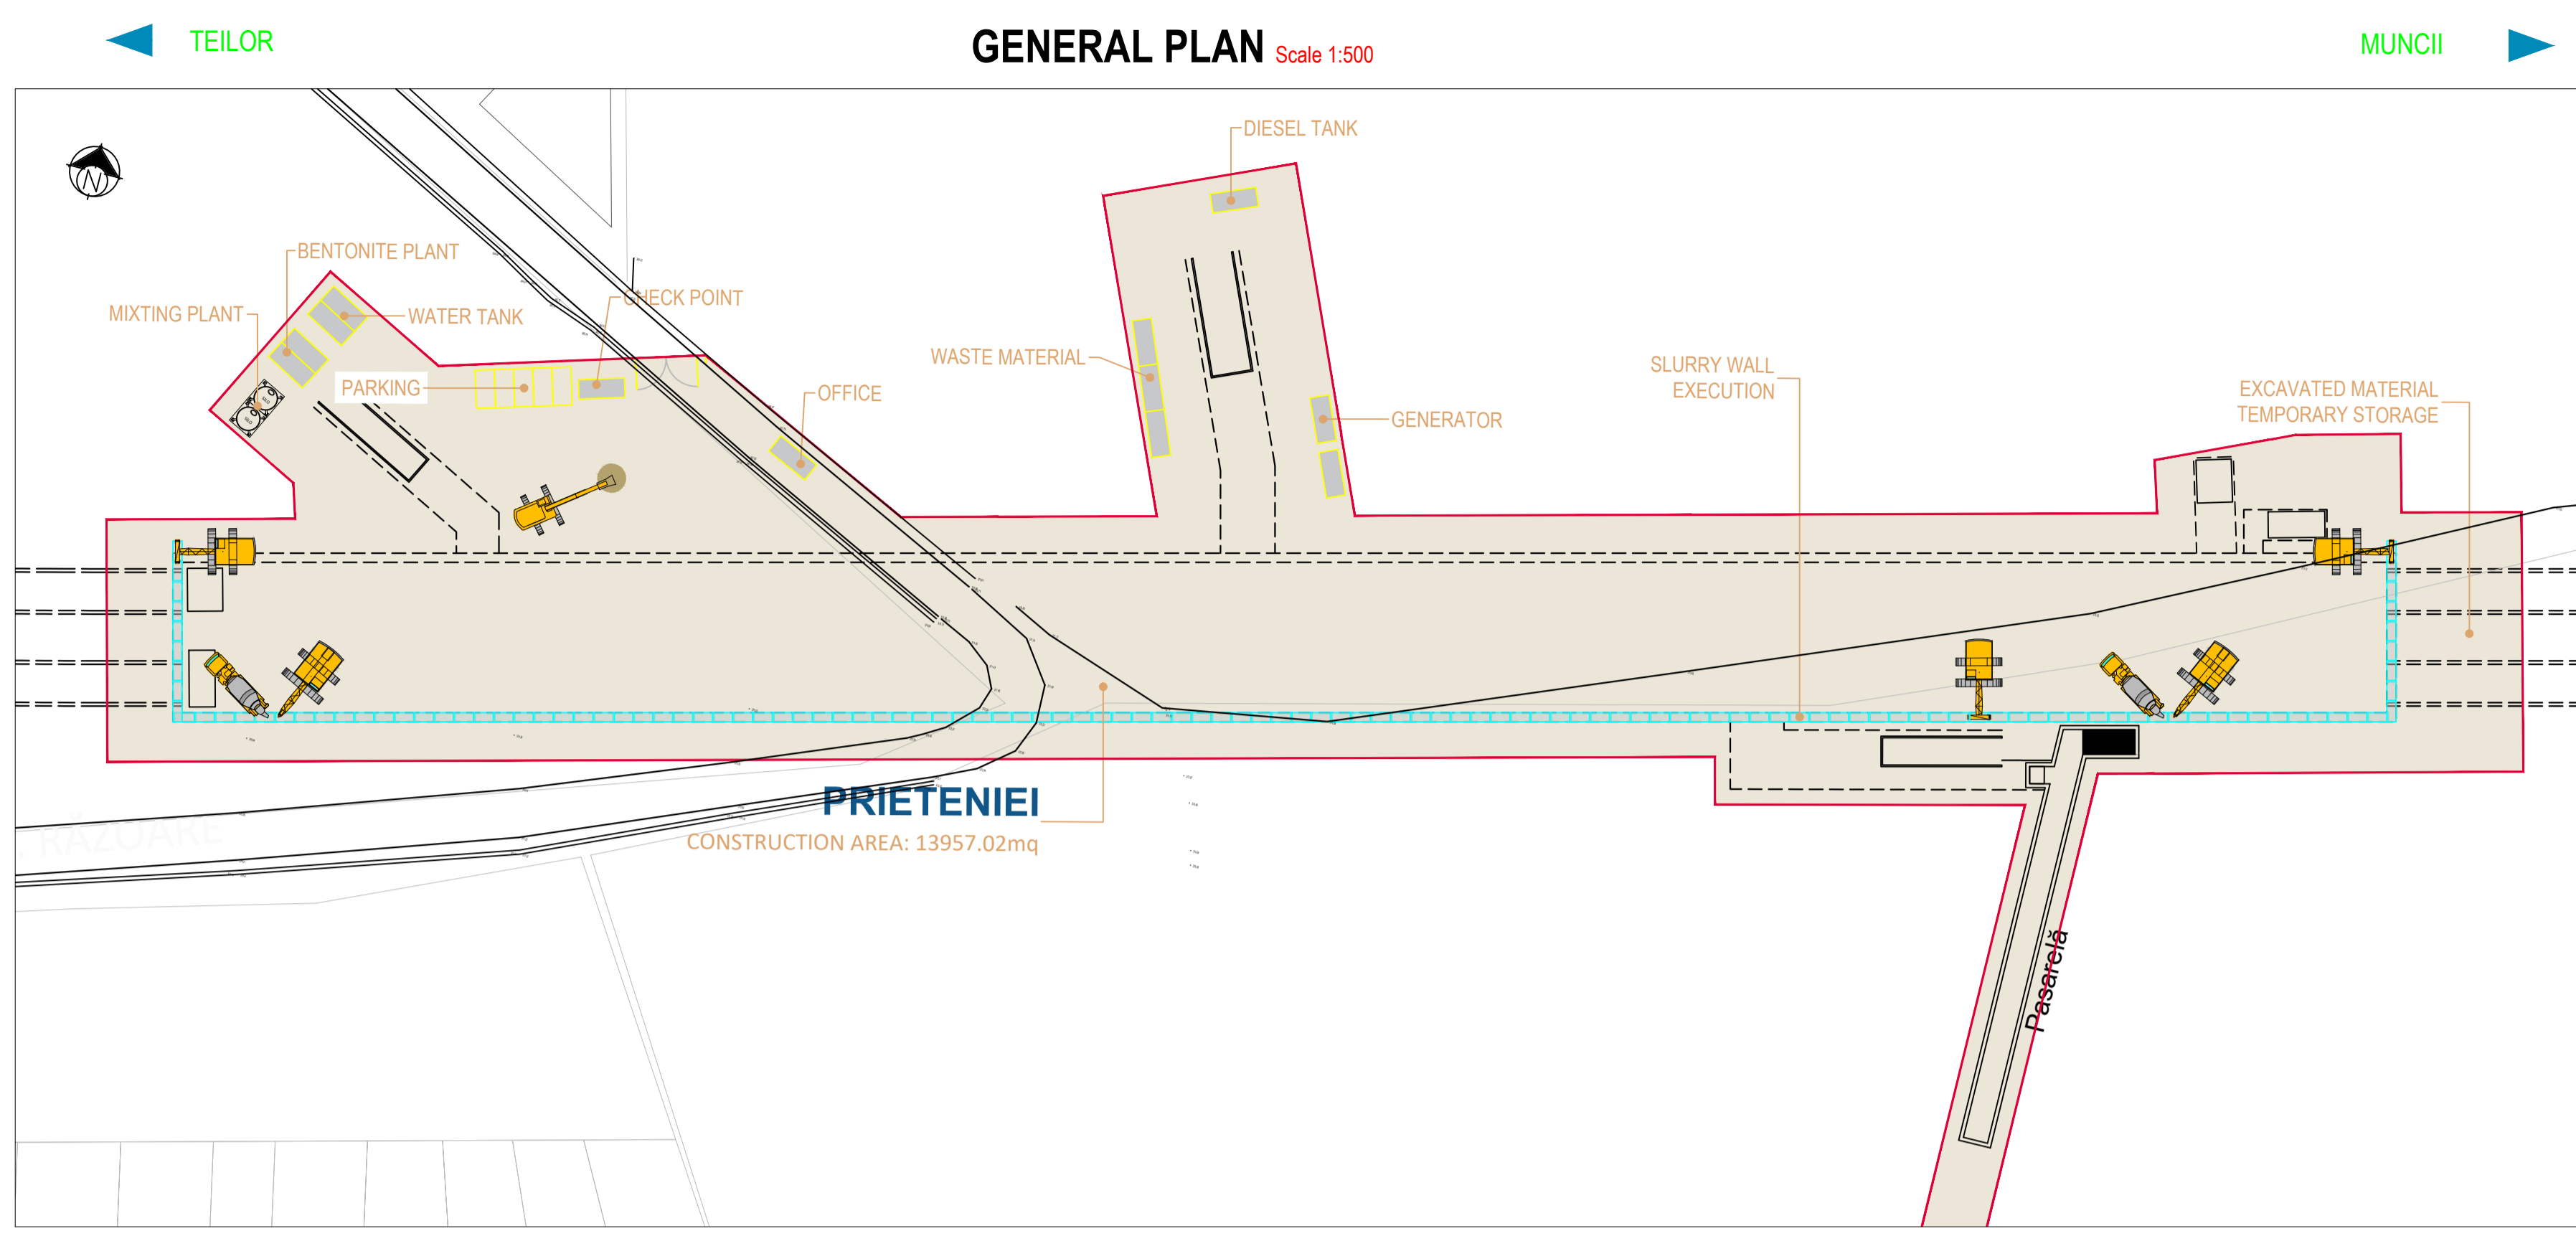 TEILOR
GENERAL PLAN Scale 1:500
MUNCII
N
DIESEL TANK
BENTONITE PLANT
MIXTING PLANT
WATER TANK
CHECK POINT
PARKING
OFFICE
WASTE MATERIAL
GENERATOR
SLURRY WALL
EXECUTION
EXCAVATED MATERIAL
TEMPORARY STORAGE
PRIETENIEI
CONSTRUCTION AREA: 13957.02mq
RAZOARE
Pasarelă